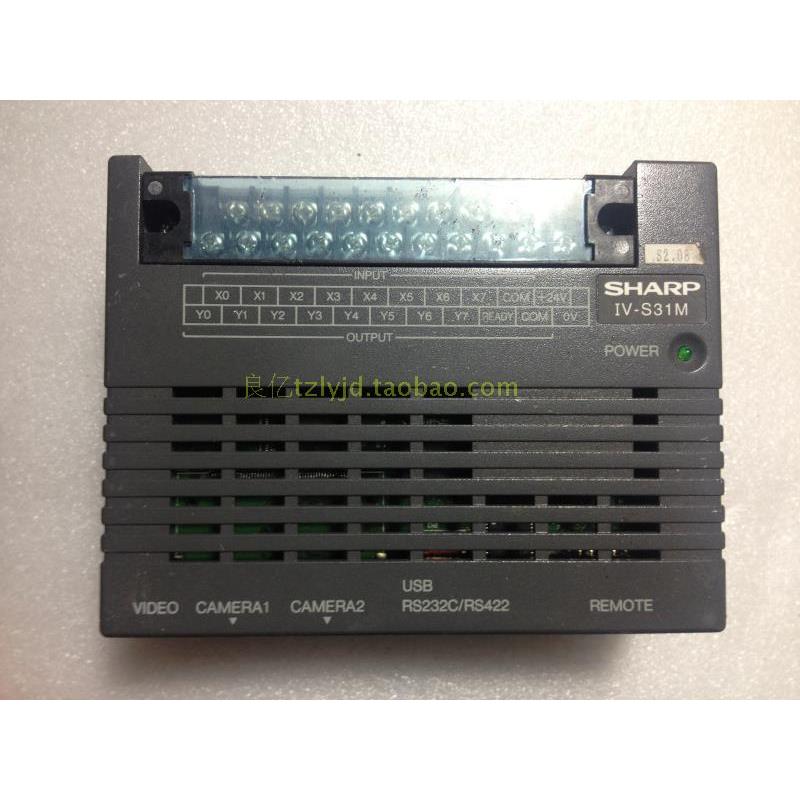 S2.08
SHARP
IV-S31M
INPUT
X0 X1 X2 X3 X4 X5 X6 X7 COM +24V
Y0 Y1 Y2 Y3 Y4 Y5 Y6 Y7 READY COM 0V
OUTPUT
POWER
良亿tzlyjd.taobao.com
USB
VIDEO CAMERA1 CAMERA2 RS232C/RS422 REMOTE